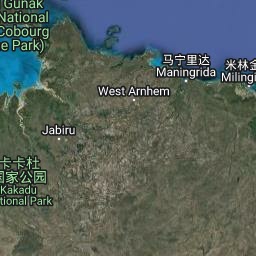 Gunak
National
Cobourg
e Park)
马宁里达
Maningrida
米林金
Milingi
West Arnhem
Jabiru
卡卡杜
国家公园
Kakadu
tional Park